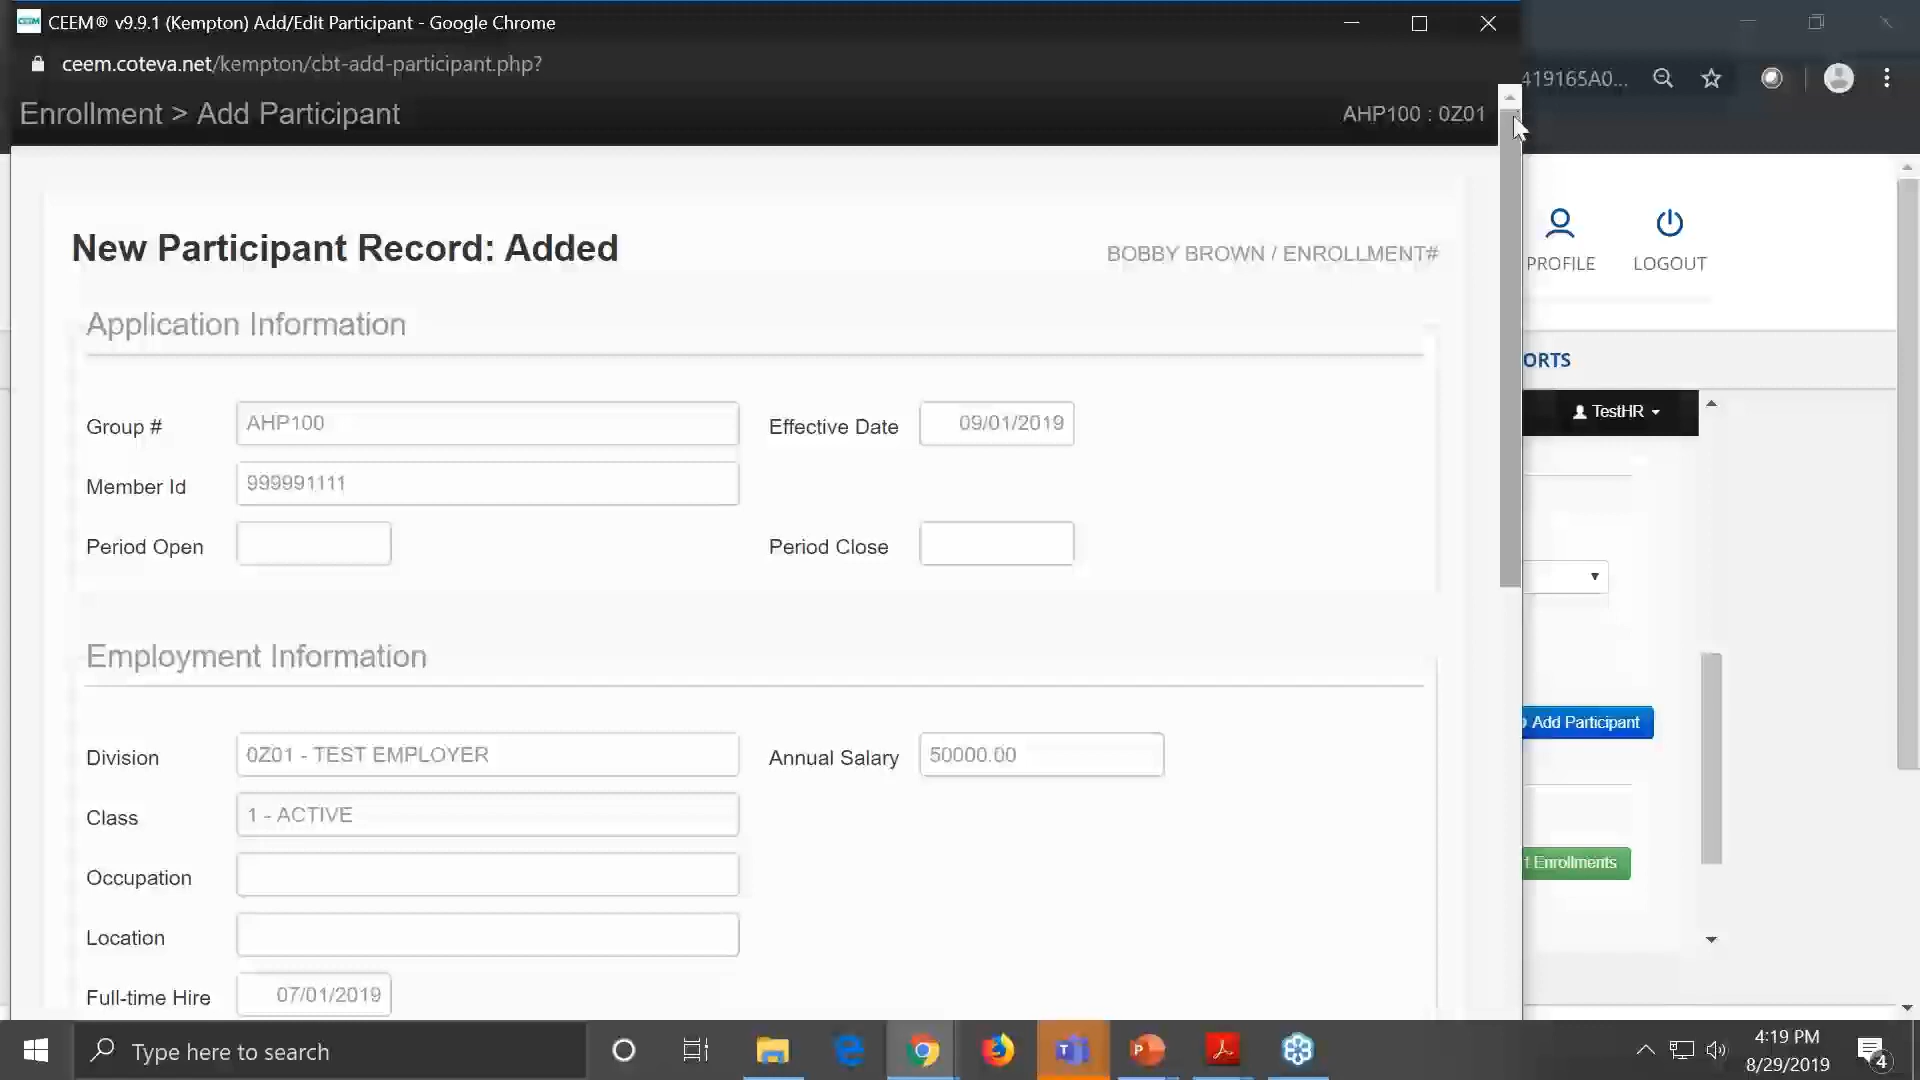 CEEM® v9.9.1 (Kempton) Add/Edit Participant - Google Chrome
ceem.coteva.net/kempton/cbt-add-participant.php?
419165A0...
Enrollment > Add Participant
AHP100 : 0Z01
New Participant Record: Added
BOBBY BROWN / ENROLLMENT#
PROFILE
LOGOUT
Application Information
ORTS
Group #
AHP100
Effective Date
09/01/2019
TestHR
Member Id
999991111
Period Open
Period Close
Employment Information
Add Participant
Division
0Z01 - TEST EMPLOYER
Annual Salary
50000.00
Class
1 - ACTIVE
Occupation
t Enrollments
Location
Full-time Hire
07/01/2019
Type here to search
4:19 PM
8/29/2019
4